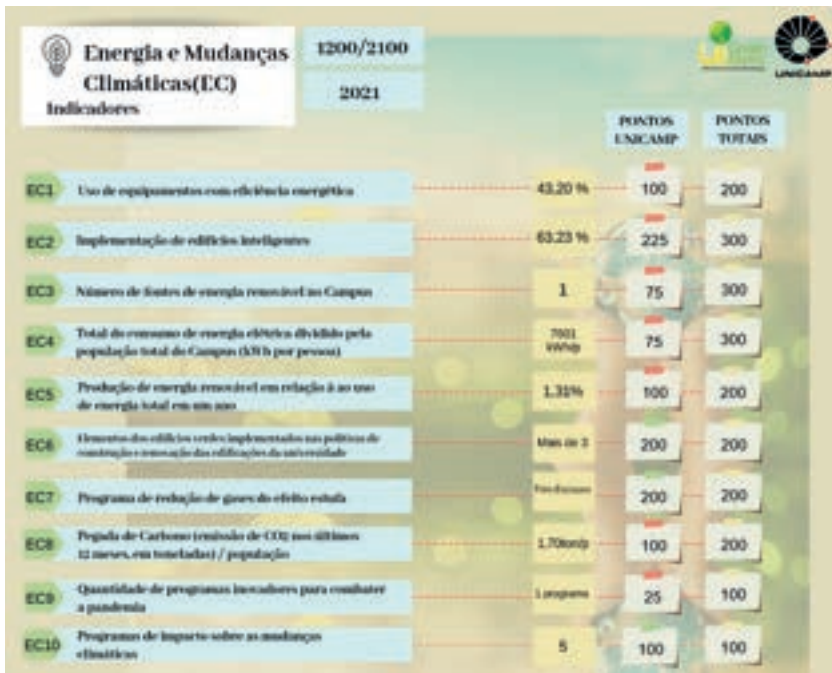 Energia e Mudanças
Climáticas(EC)
Indicadores
1200/2100
2021
UNICAMP
PONTOS
UNICAMP
PONTOS
TOTAIS
EC1 Uso de equipamentos com eficiência energética 43,20 % 100 200
EC2 Implementação de edifícios inteligentes 63,23 % 225 300
EC3 Número de fontes de energia renovável no Campus 1 75 300
EC4 Total do consumo de energia elétrica dividido pela
população total do Campus (kWh por pessoa) 75 300
EC5 Produção de energia renovável em relação à ao uso
de energia total em um ano 1,31% 100 200
EC6 Elementos dos edifícios verdes implementados nas políticas de
construção e renovação das edificações da universidade Mais de 3 200 200
EC7 Programa de redução de gases do efeito estufa 200 200
EC8 Pegada de Carbono (emissão de CO2 nos últimos
12 meses, em toneladas) / população 1,70ton/p 100 200
EC9 Quantidade de programas inovadores para combater
a pandemia 1 programa 25 100
EC10 Programas de impacto sobre as mudanças
climáticas 5 100 100